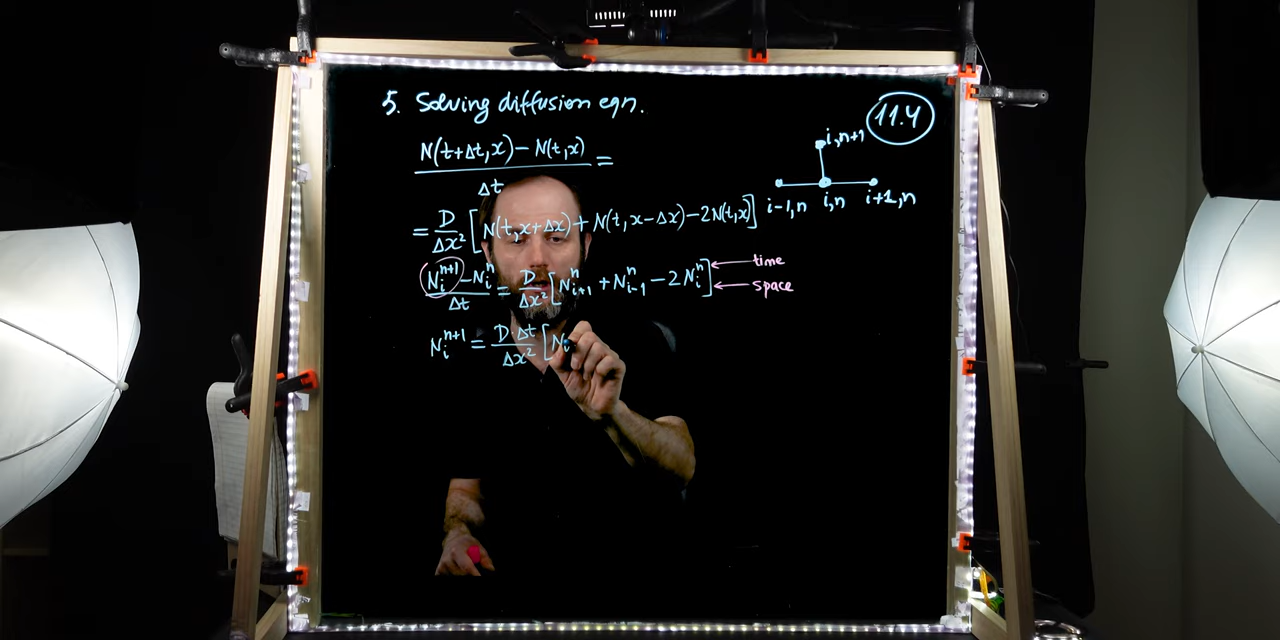 5. Solving diffusion eqn.
11.4
N(t+Δt,x) − N(t,x)
=
Δt
i,n+1
i−1,n i,n i+1,n
= D/Δx² [N(t,x+Δx) + N(t,x−Δx) − 2N(t,x)]
(N_i^{n+1} − N_i^n)/Δt = D/Δx² [N_{i+1}^n + N_{i−1}^n − 2N_i^n]
time
space
N_i^{n+1} = D·Δt/Δx² [N_i